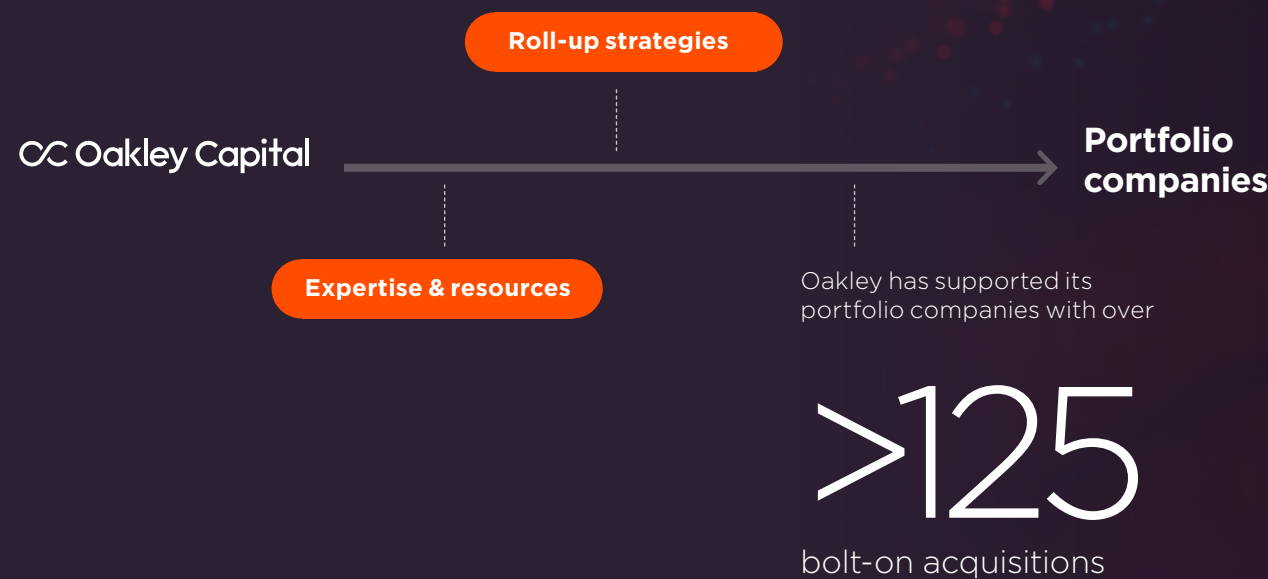 Roll-up strategies
Oakley Capital
Portfolio
companies
Expertise & resources
Oakley has supported its
portfolio companies with over
>125
bolt-on acquisitions